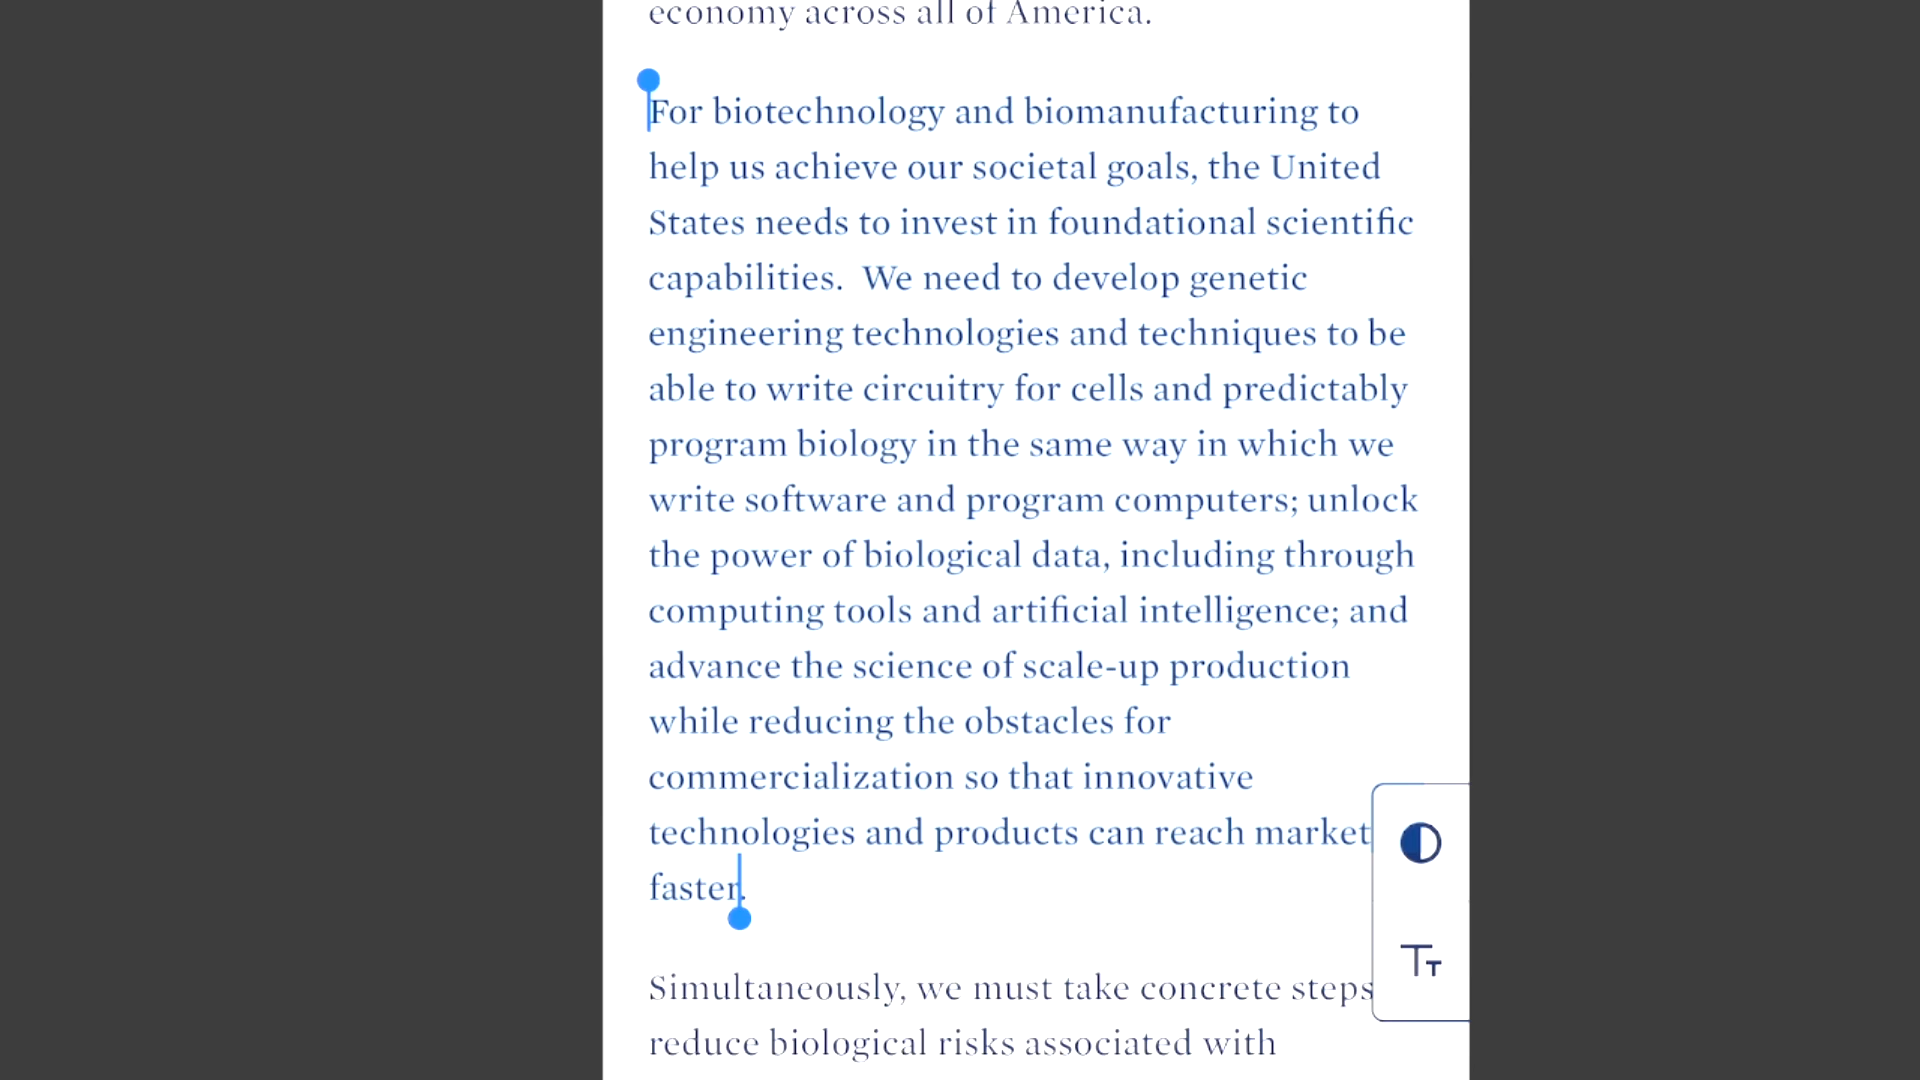 economy across all of America.
For biotechnology and biomanufacturing to
help us achieve our societal goals, the United
States needs to invest in foundational scientific
capabilities.  We need to develop genetic
engineering technologies and techniques to be
able to write circuitry for cells and predictably
program biology in the same way in which we
write software and program computers; unlock
the power of biological data, including through
computing tools and artificial intelligence; and
advance the science of scale-up production
while reducing the obstacles for
commercialization so that innovative
technologies and products can reach market
faster.
Simultaneously, we must take concrete steps
reduce biological risks associated with